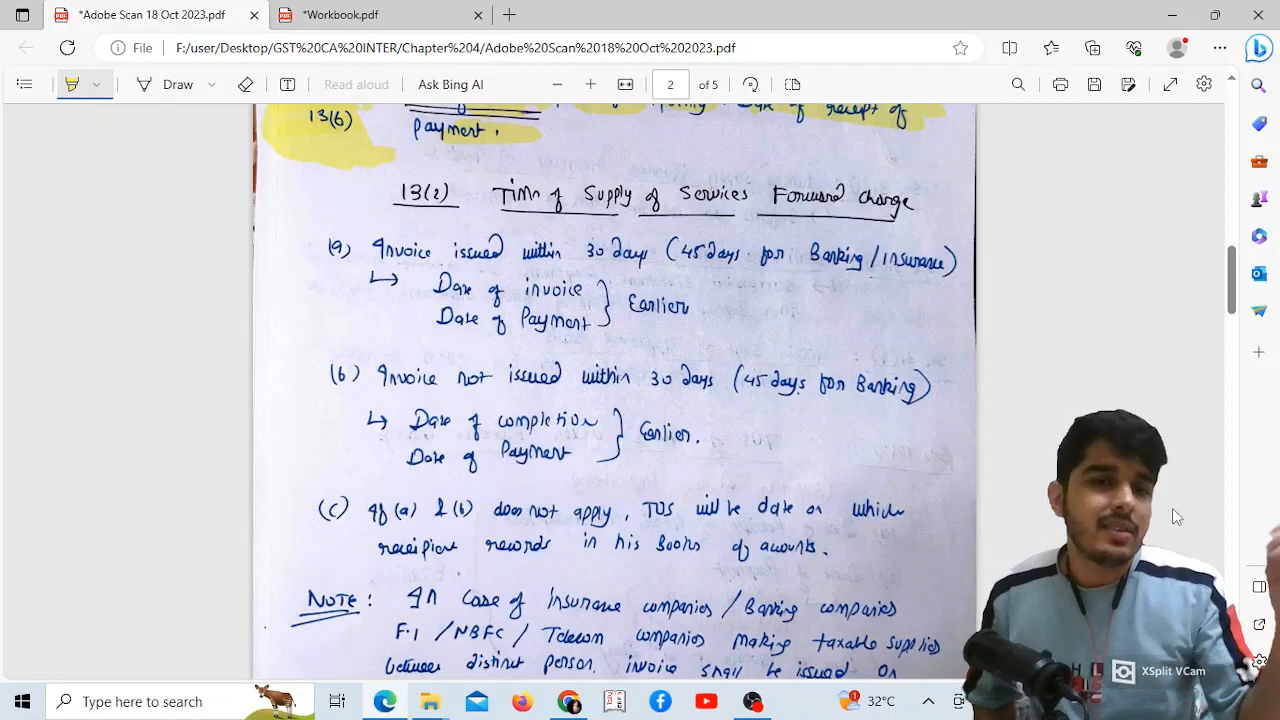 *Adobe Scan 18 Oct 2023.pdf
*Workbook.pdf
File
F:/user/Desktop/GST%20CA%20INTER/Chapter%204/Adobe%20Scan%2018%20Oct%202023.pdf
Draw
Read aloud
Ask Bing AI
2 of 5
13(6)
receipt of
payment.
13(2) Time of Supply of Services Forward charge
(a) Invoice issued within 30 days (45 days for Banking/Insurance)
↳ Date of invoice
Date of Payment } Earlier
(b) Invoice not issued within 30 days (45 days for Banking)
↳ Date of completion
Date of Payment } Earlier.
(c) If (a) & (b) does not apply, TOS will be date on which
receipient records in his Books of acounts.
NOTE: In Case of Insurance companies / Banking companies
F.I / NBFC / Telecom companies making taxable supplies
between distinct person. invoice shall be issued on
XSplit VCam
Type here to search
32°C